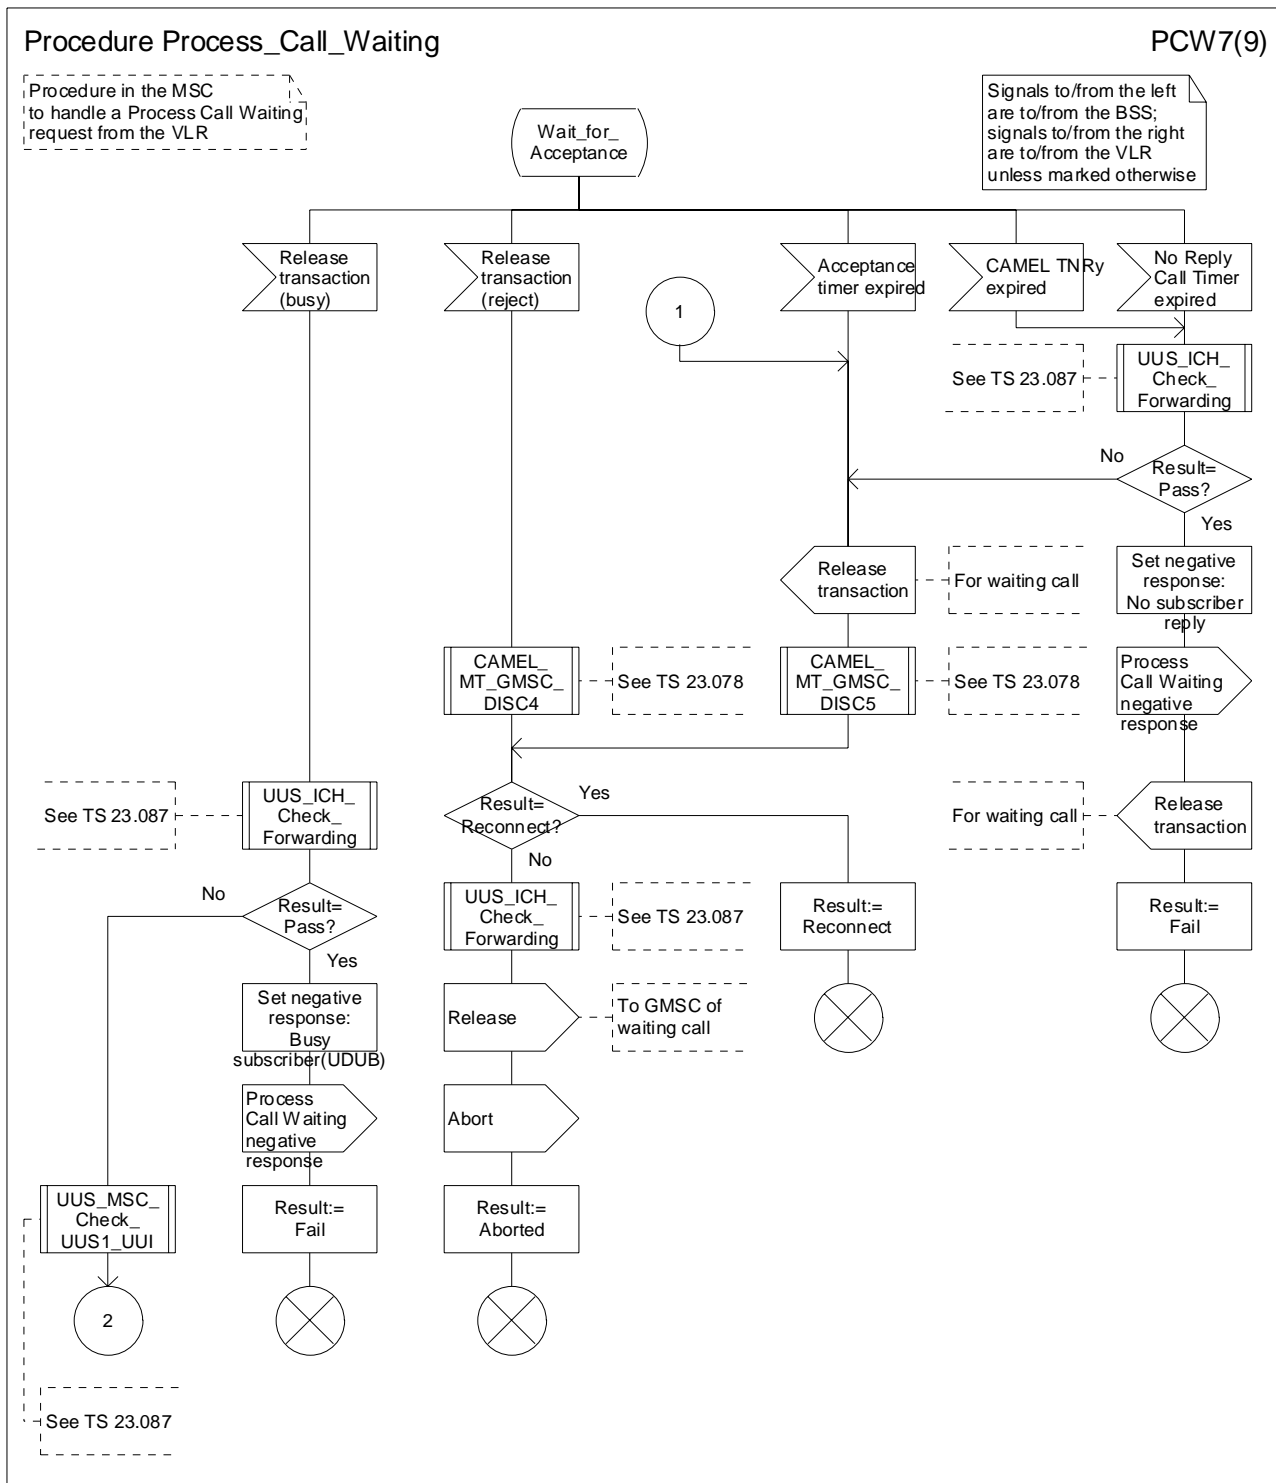 Procedure Process_Call_Waiting
PCW7(9)
Procedure in the MSC
to handle a Process Call Waiting
request from the VLR
Signals to/from the left
are to/from the BSS;
signals to/from the right
are to/from the VLR
unless marked otherwise
Wait_for_
Acceptance
Release
transaction
(busy)
Release
transaction
(reject)
Acceptance
timer expired
CAMEL TNRy
expired
No Reply
Call Timer
expired
1
See TS 23.087
UUS_ICH_
Check_
Forwarding
No
Result=
Pass?
Yes
Release
transaction
For waiting call
Set negative
response:
No subscriber
reply
CAMEL_
MT_GMSC_
DISC4
See TS 23.078
CAMEL_
MT_GMSC_
DISC5
See TS 23.078
Process
Call Waiting
negative
response
See TS 23.087
UUS_ICH_
Check_
Forwarding
Result=
Reconnect?
Yes
No
For waiting call
Release
transaction
No
Result=
Pass?
Yes
UUS_ICH_
Check_
Forwarding
See TS 23.087
Result:=
Reconnect
Result:=
Fail
Set negative
response:
Busy
subscriber(UDUB)
Release
To GMSC of
waiting call
Process
Call Waiting
negative
response
Abort
UUS_MSC_
Check_
UUS1_UUI
Result:=
Fail
Result:=
Aborted
2
See TS 23.087